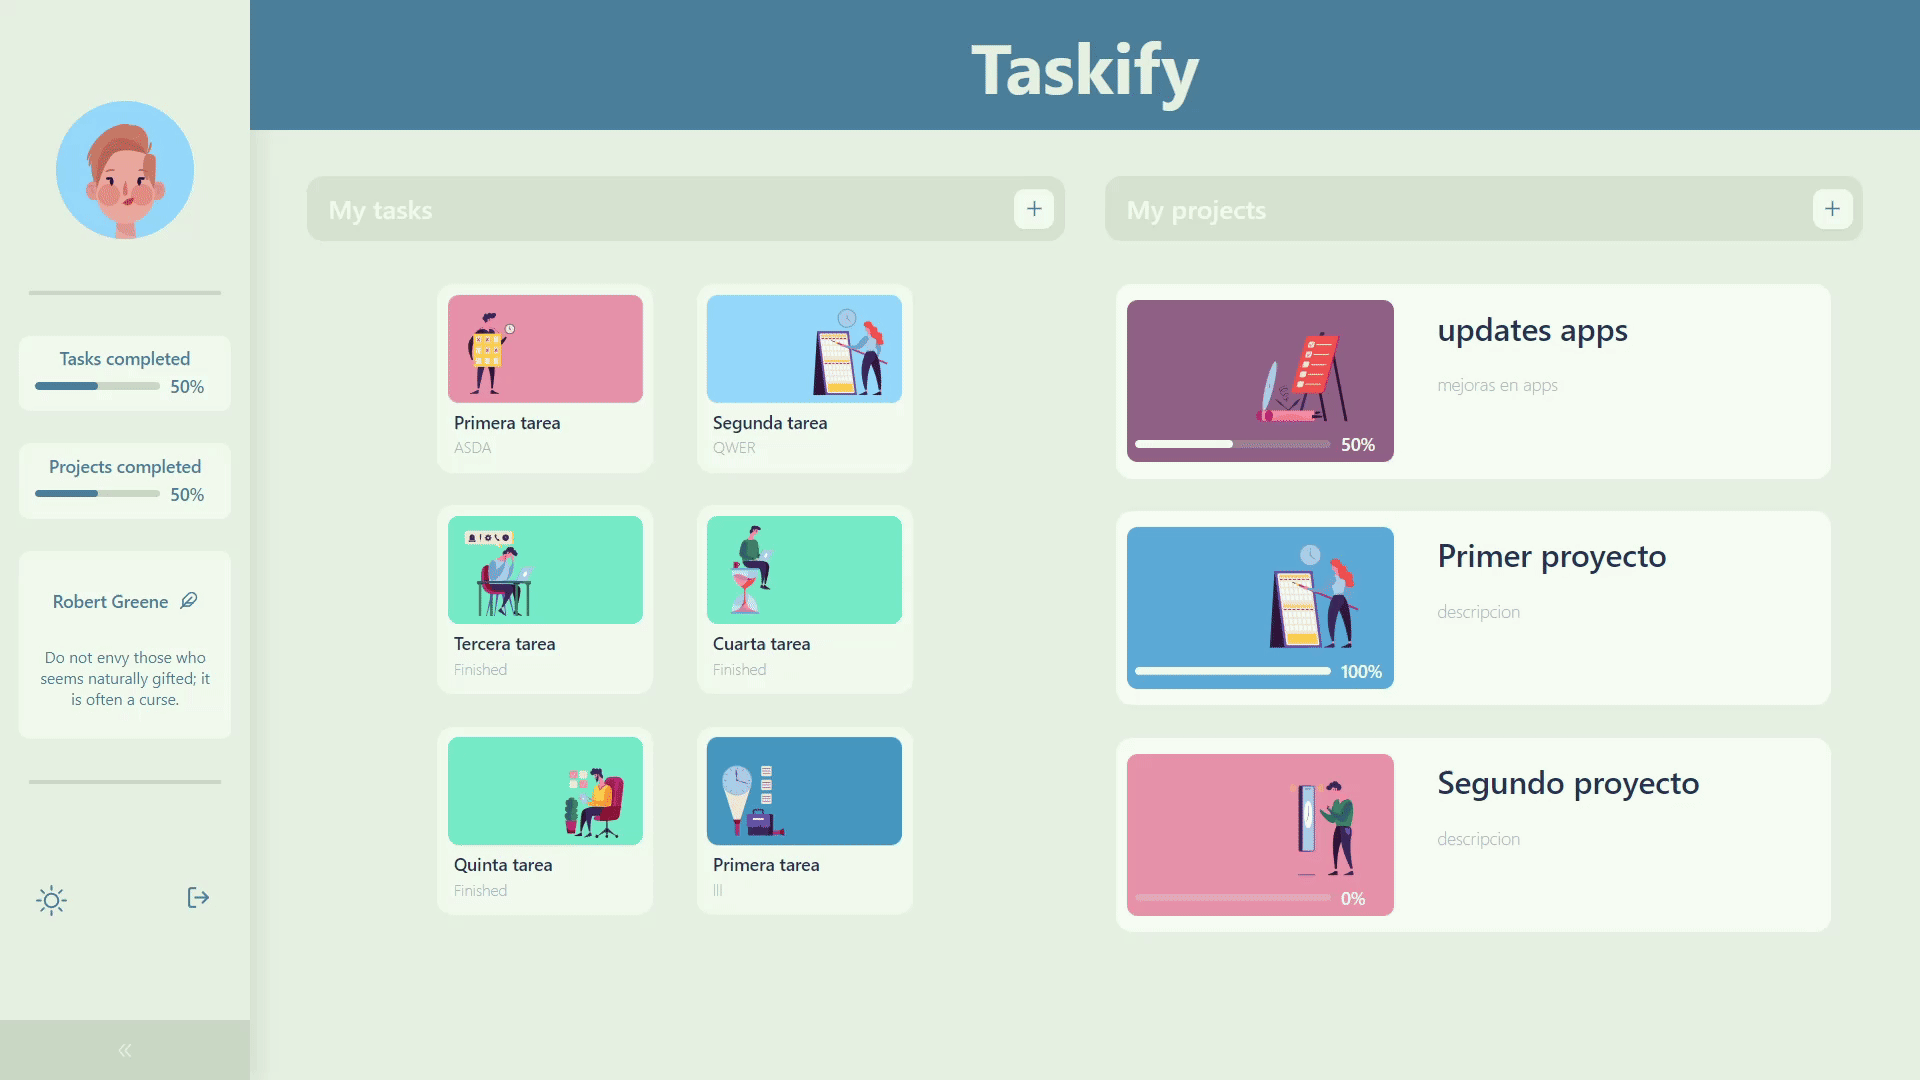 Taskify
Tasks completed
50%
Projects completed
50%
Robert Greene
Do not envy those who
seems naturally gifted; it
is often a curse.
My tasks
Primera tarea
ASDA
Segunda tarea
QWER
Tercera tarea
Finished
Cuarta tarea
Finished
Quinta tarea
Finished
Primera tarea
lll
My projects
updates apps
mejoras en apps
50%
Primer proyecto
descripcion
100%
Segundo proyecto
descripcion
0%